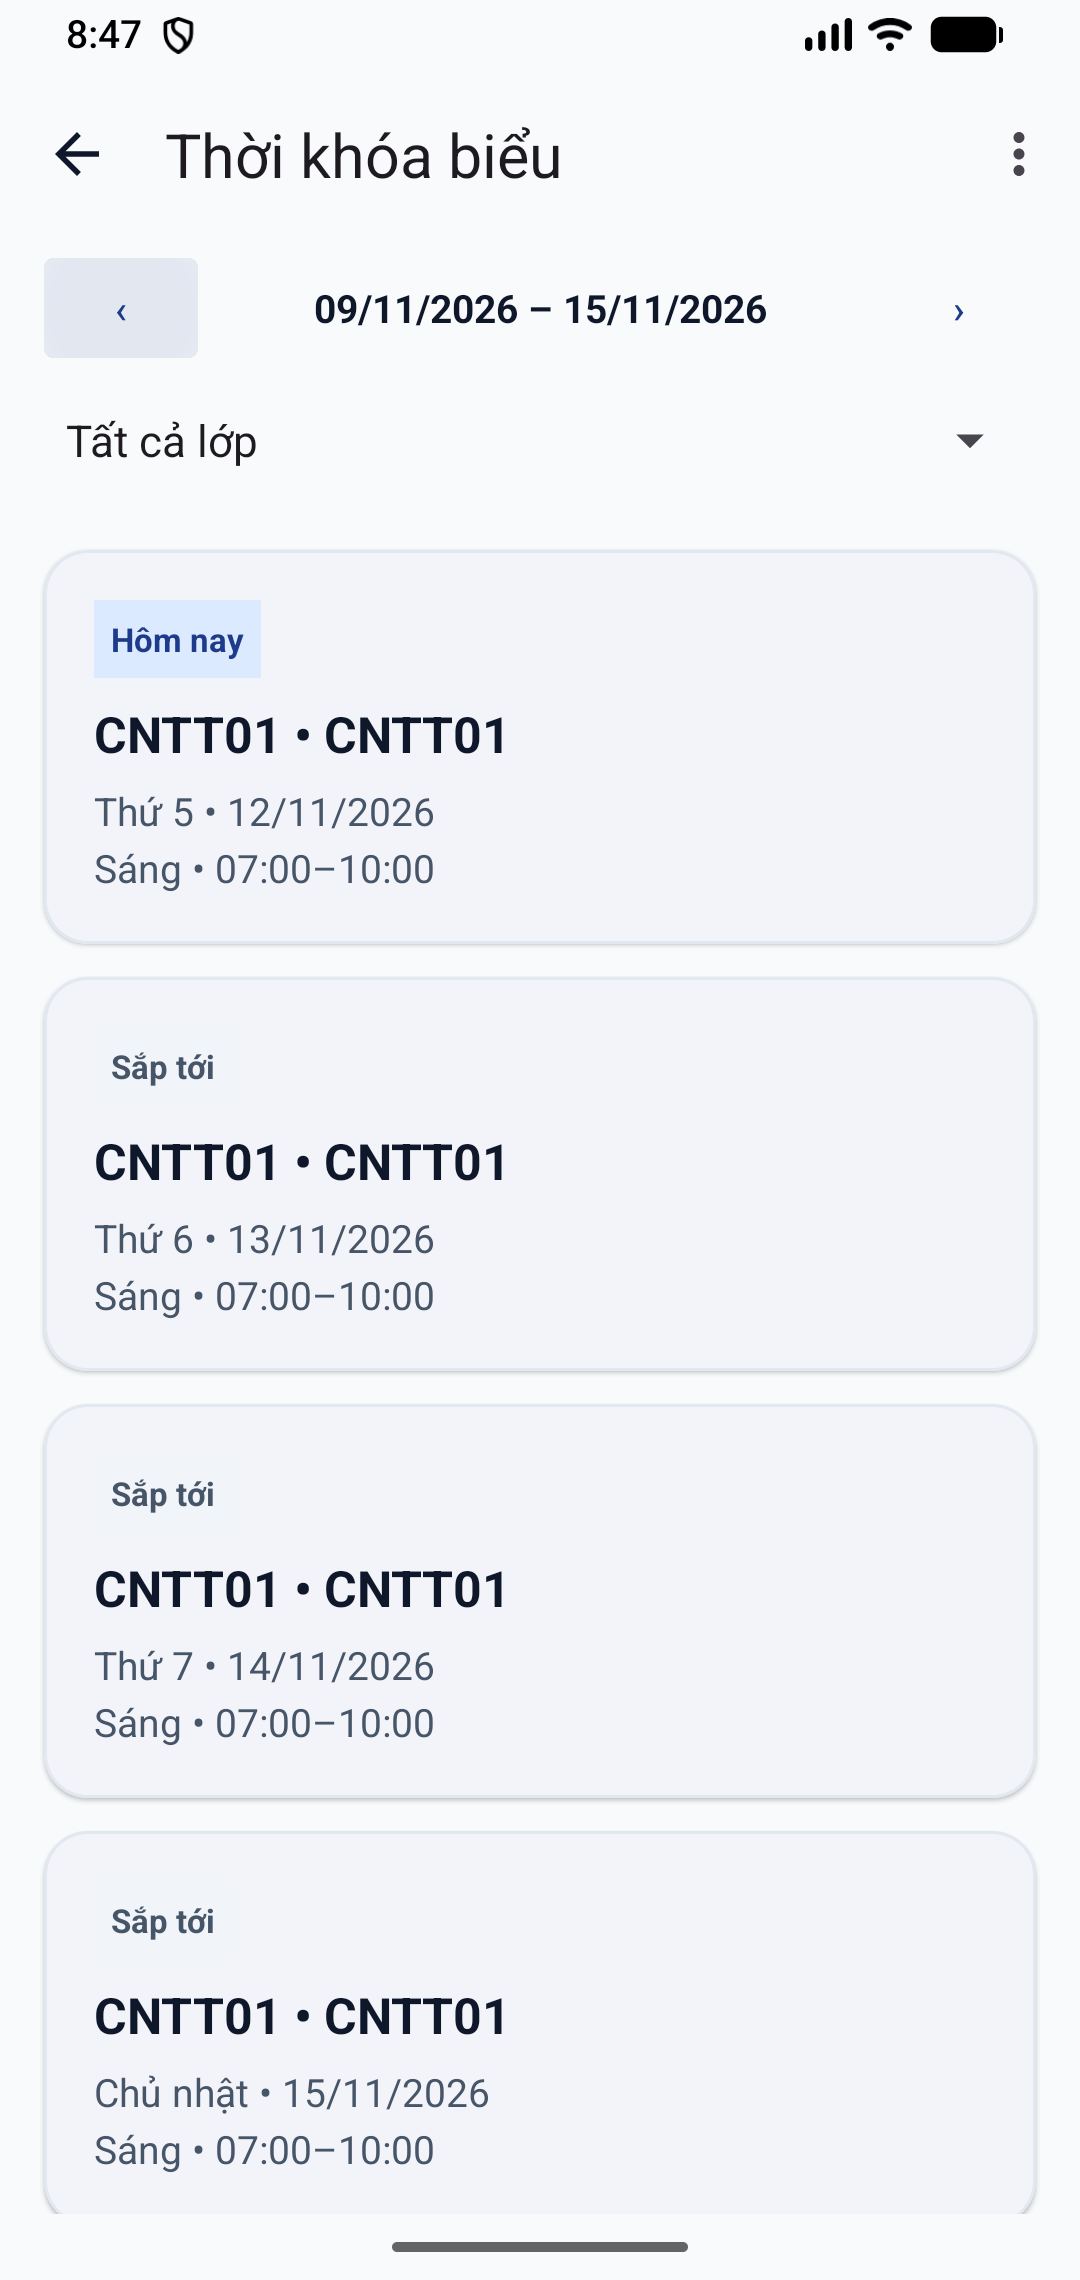 8:47
Thời khóa biểu
‹ 09/11/2026 – 15/11/2026 ›
Tất cả lớp
Hôm nay
CNTT01 • CNTT01
Thứ 5 • 12/11/2026
Sáng • 07:00–10:00
Sắp tới
CNTT01 • CNTT01
Thứ 6 • 13/11/2026
Sáng • 07:00–10:00
Sắp tới
CNTT01 • CNTT01
Thứ 7 • 14/11/2026
Sáng • 07:00–10:00
Sắp tới
CNTT01 • CNTT01
Chủ nhật • 15/11/2026
Sáng • 07:00–10:00